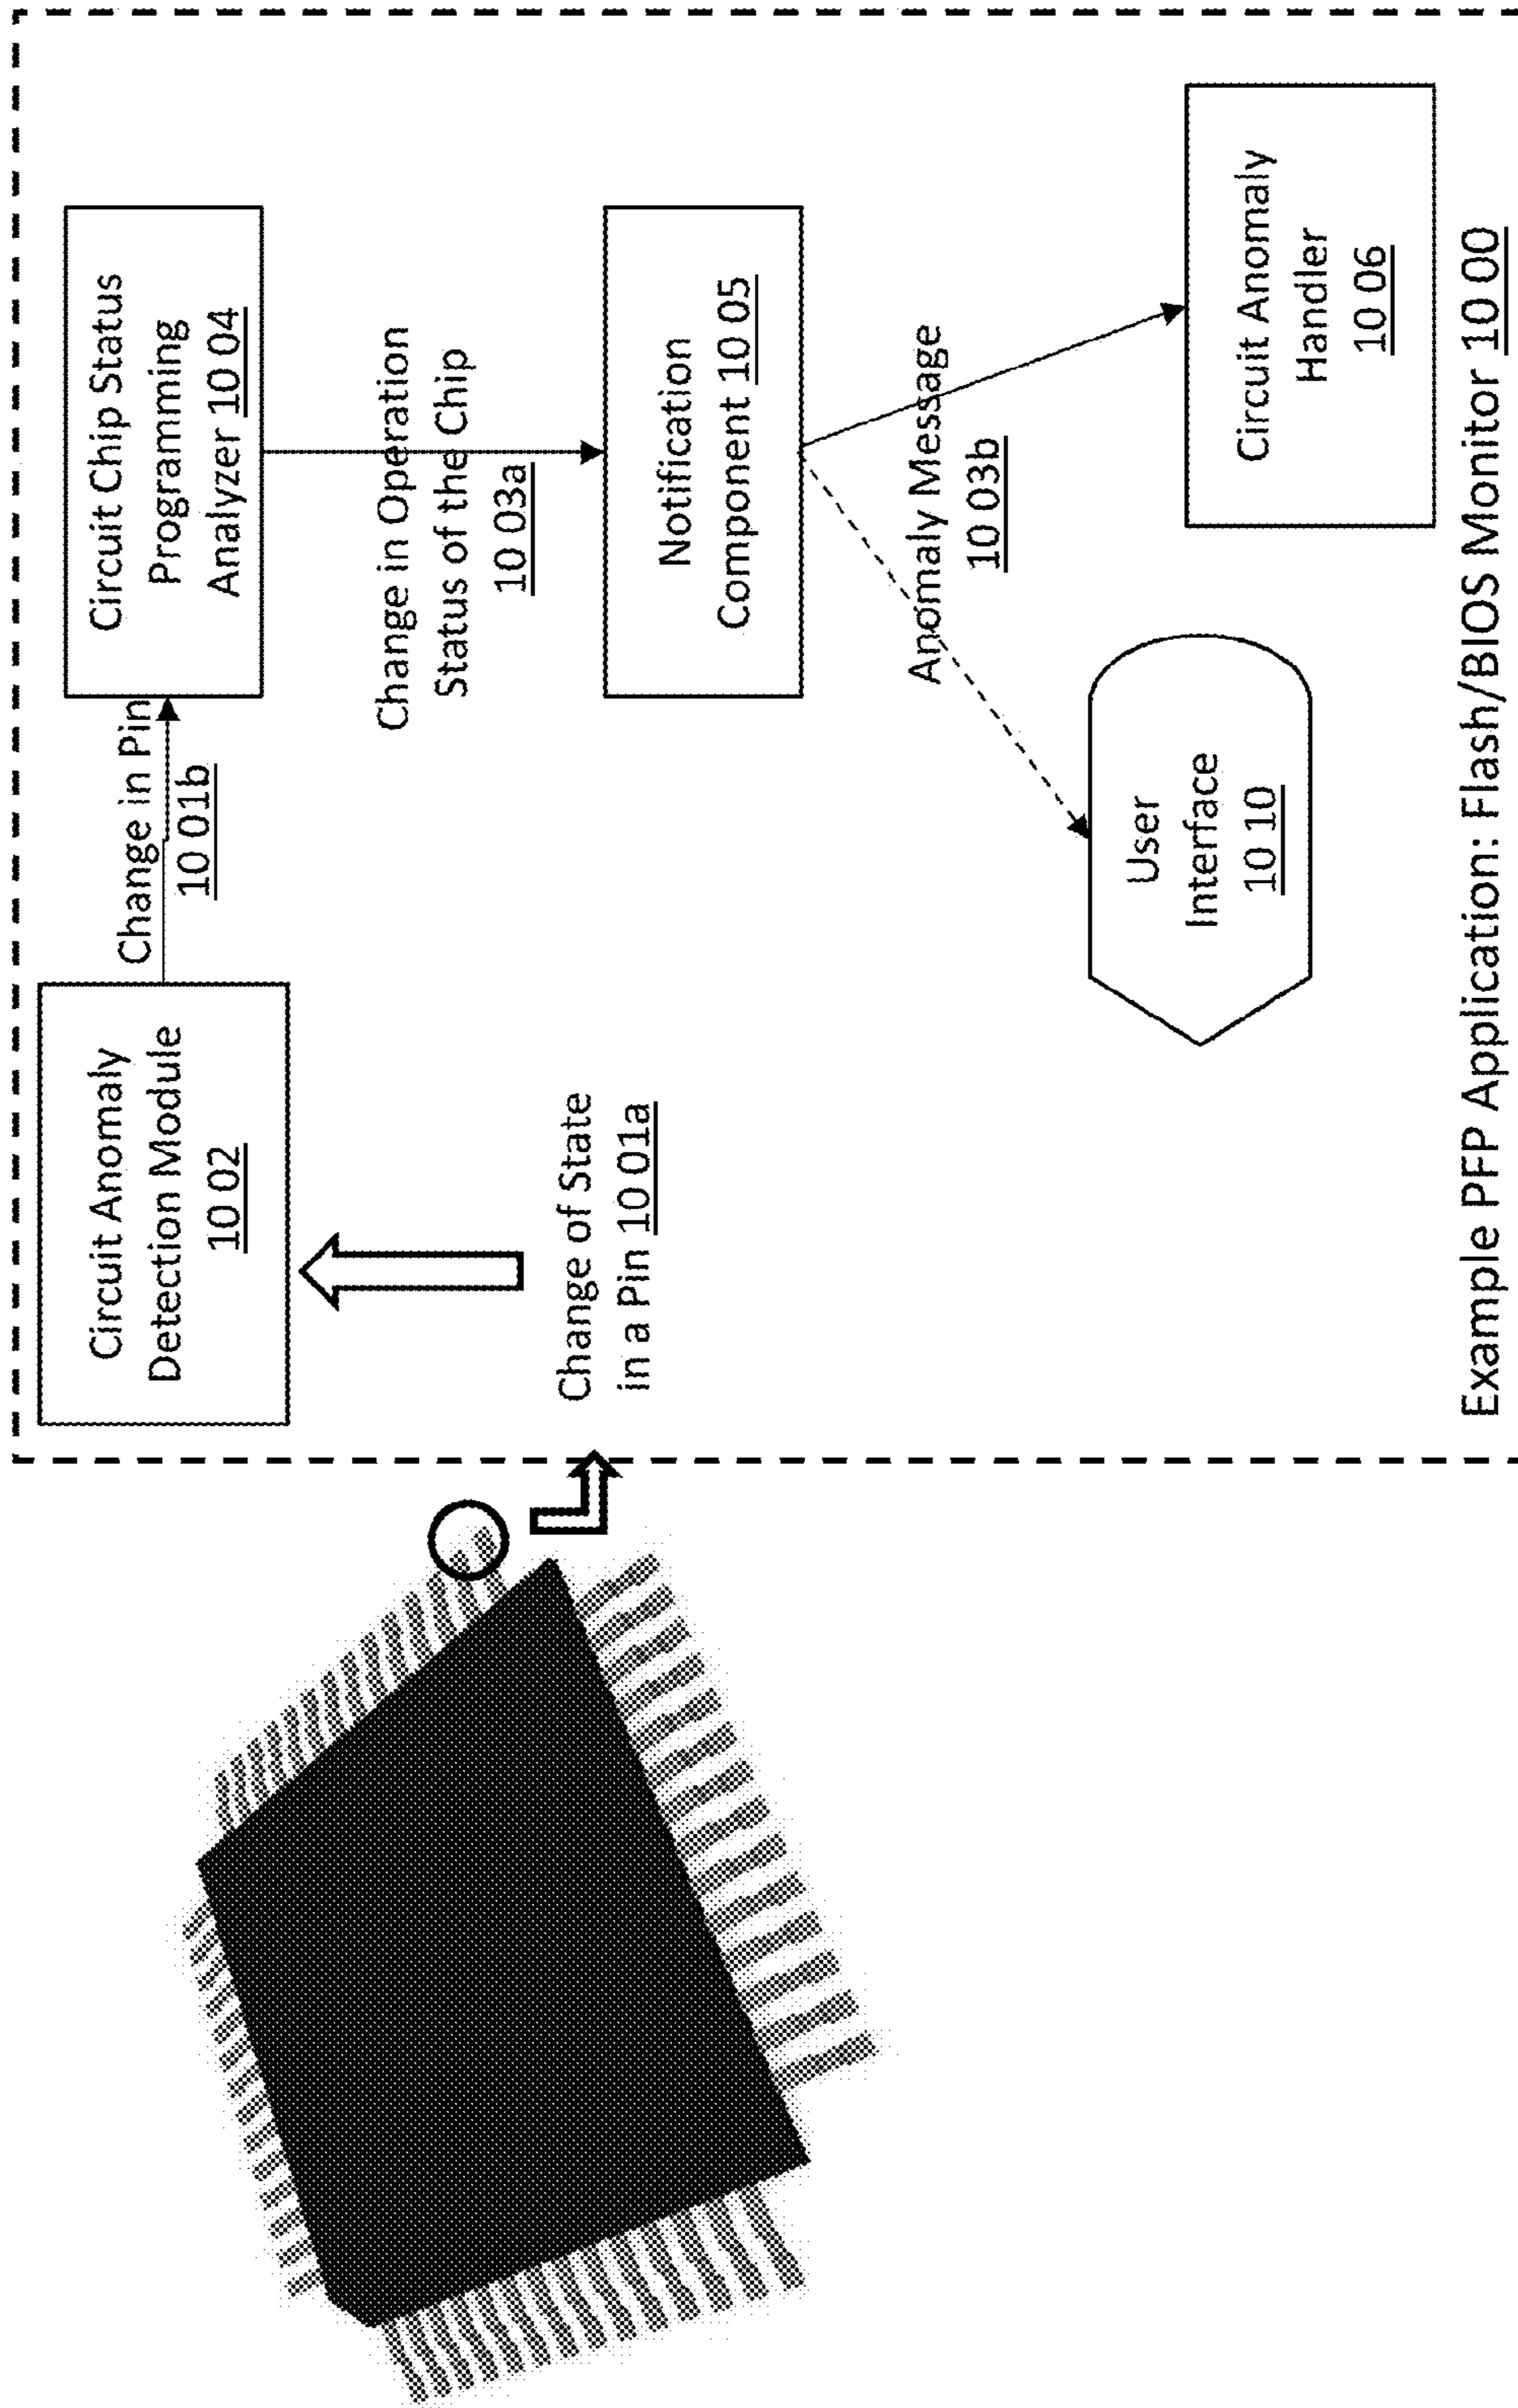 Circuit Anomaly
Detection Module
10 02
Change in Pin
10 01b
Circuit Chip Status
Programming
Analyzer 10 04
Change of State
in a Pin 10 01a
Change in Operation
Status of the Chip
10 03a
Notification
Component 10 05
Anomaly Message
10 03b
User
Interface
10 10
Circuit Anomaly
Handler
10 06
Example PFP Application: Flash/BIOS Monitor 10 00